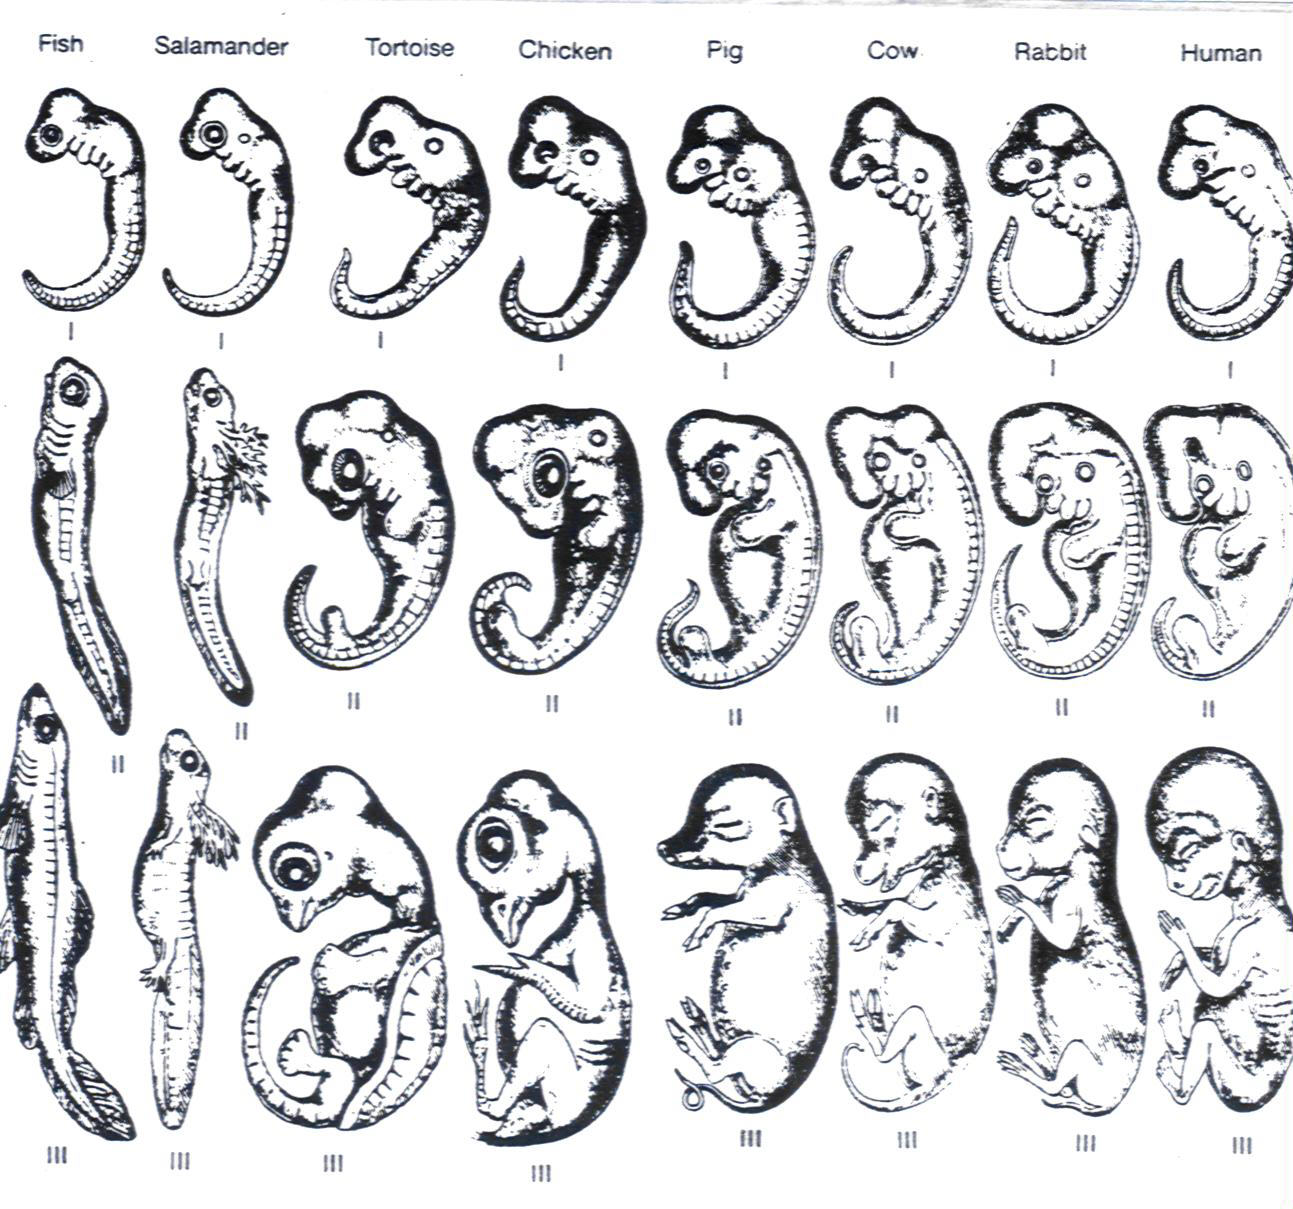 Fish Salamander Tortoise Chicken Pig Cow Rabbit Human
I I I I I I I I
II II II II II II II II
III III III III III III III III